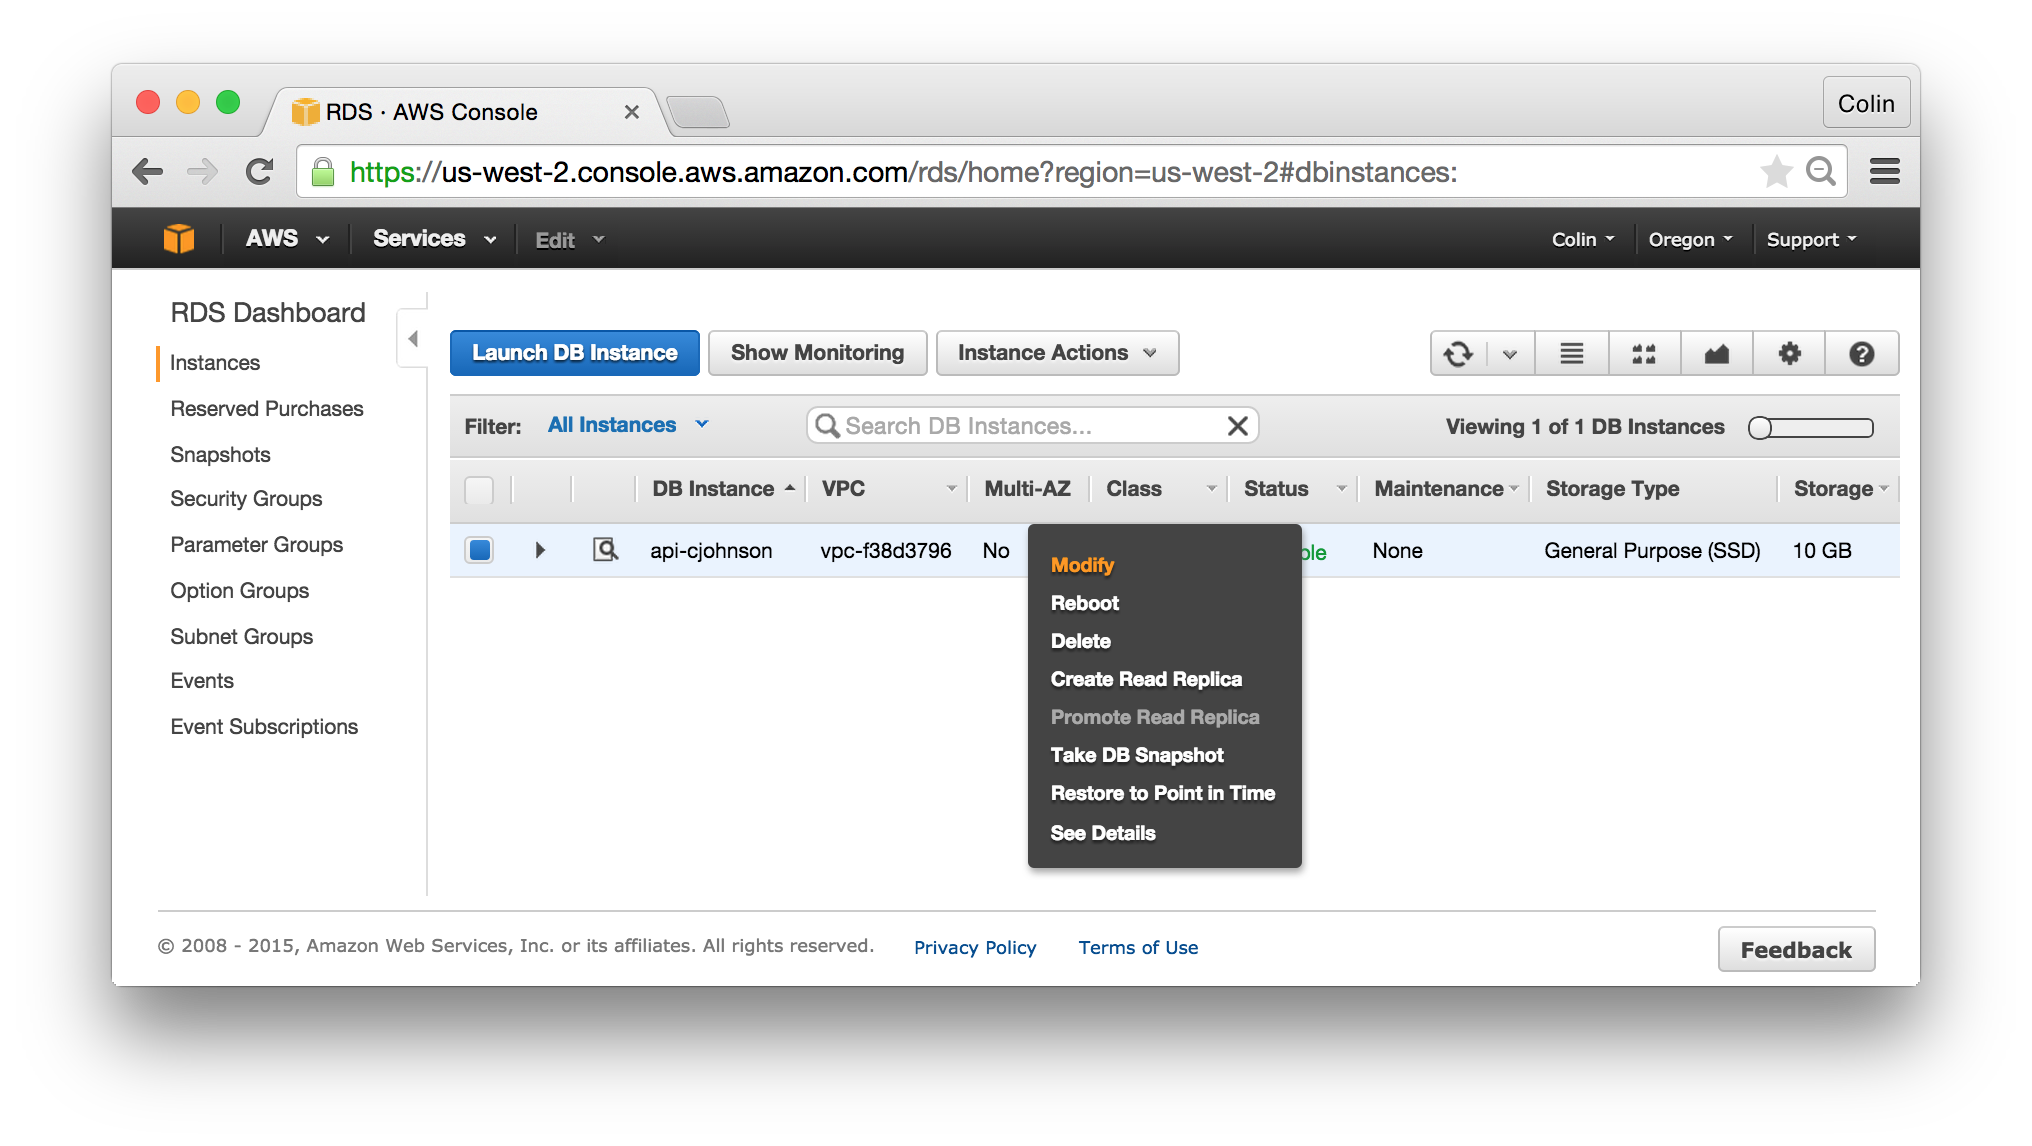 RDS · AWS Console
Colin
https://us-west-2.console.aws.amazon.com/rds/home?region=us-west-2#dbinstances:
AWS Services Edit Colin Oregon Support
RDS Dashboard
Instances
Reserved Purchases
Snapshots
Security Groups
Parameter Groups
Option Groups
Subnet Groups
Events
Event Subscriptions
Launch DB Instance Show Monitoring Instance Actions
Filter: All Instances Search DB Instances... Viewing 1 of 1 DB Instances
DB Instance VPC Multi-AZ Class Status Maintenance Storage Type Storage
api-cjohnson vpc-f38d3796 No ble None General Purpose (SSD) 10 GB
Modify
Reboot
Delete
Create Read Replica
Promote Read Replica
Take DB Snapshot
Restore to Point in Time
See Details
© 2008 - 2015, Amazon Web Services, Inc. or its affiliates. All rights reserved. Privacy Policy Terms of Use Feedback